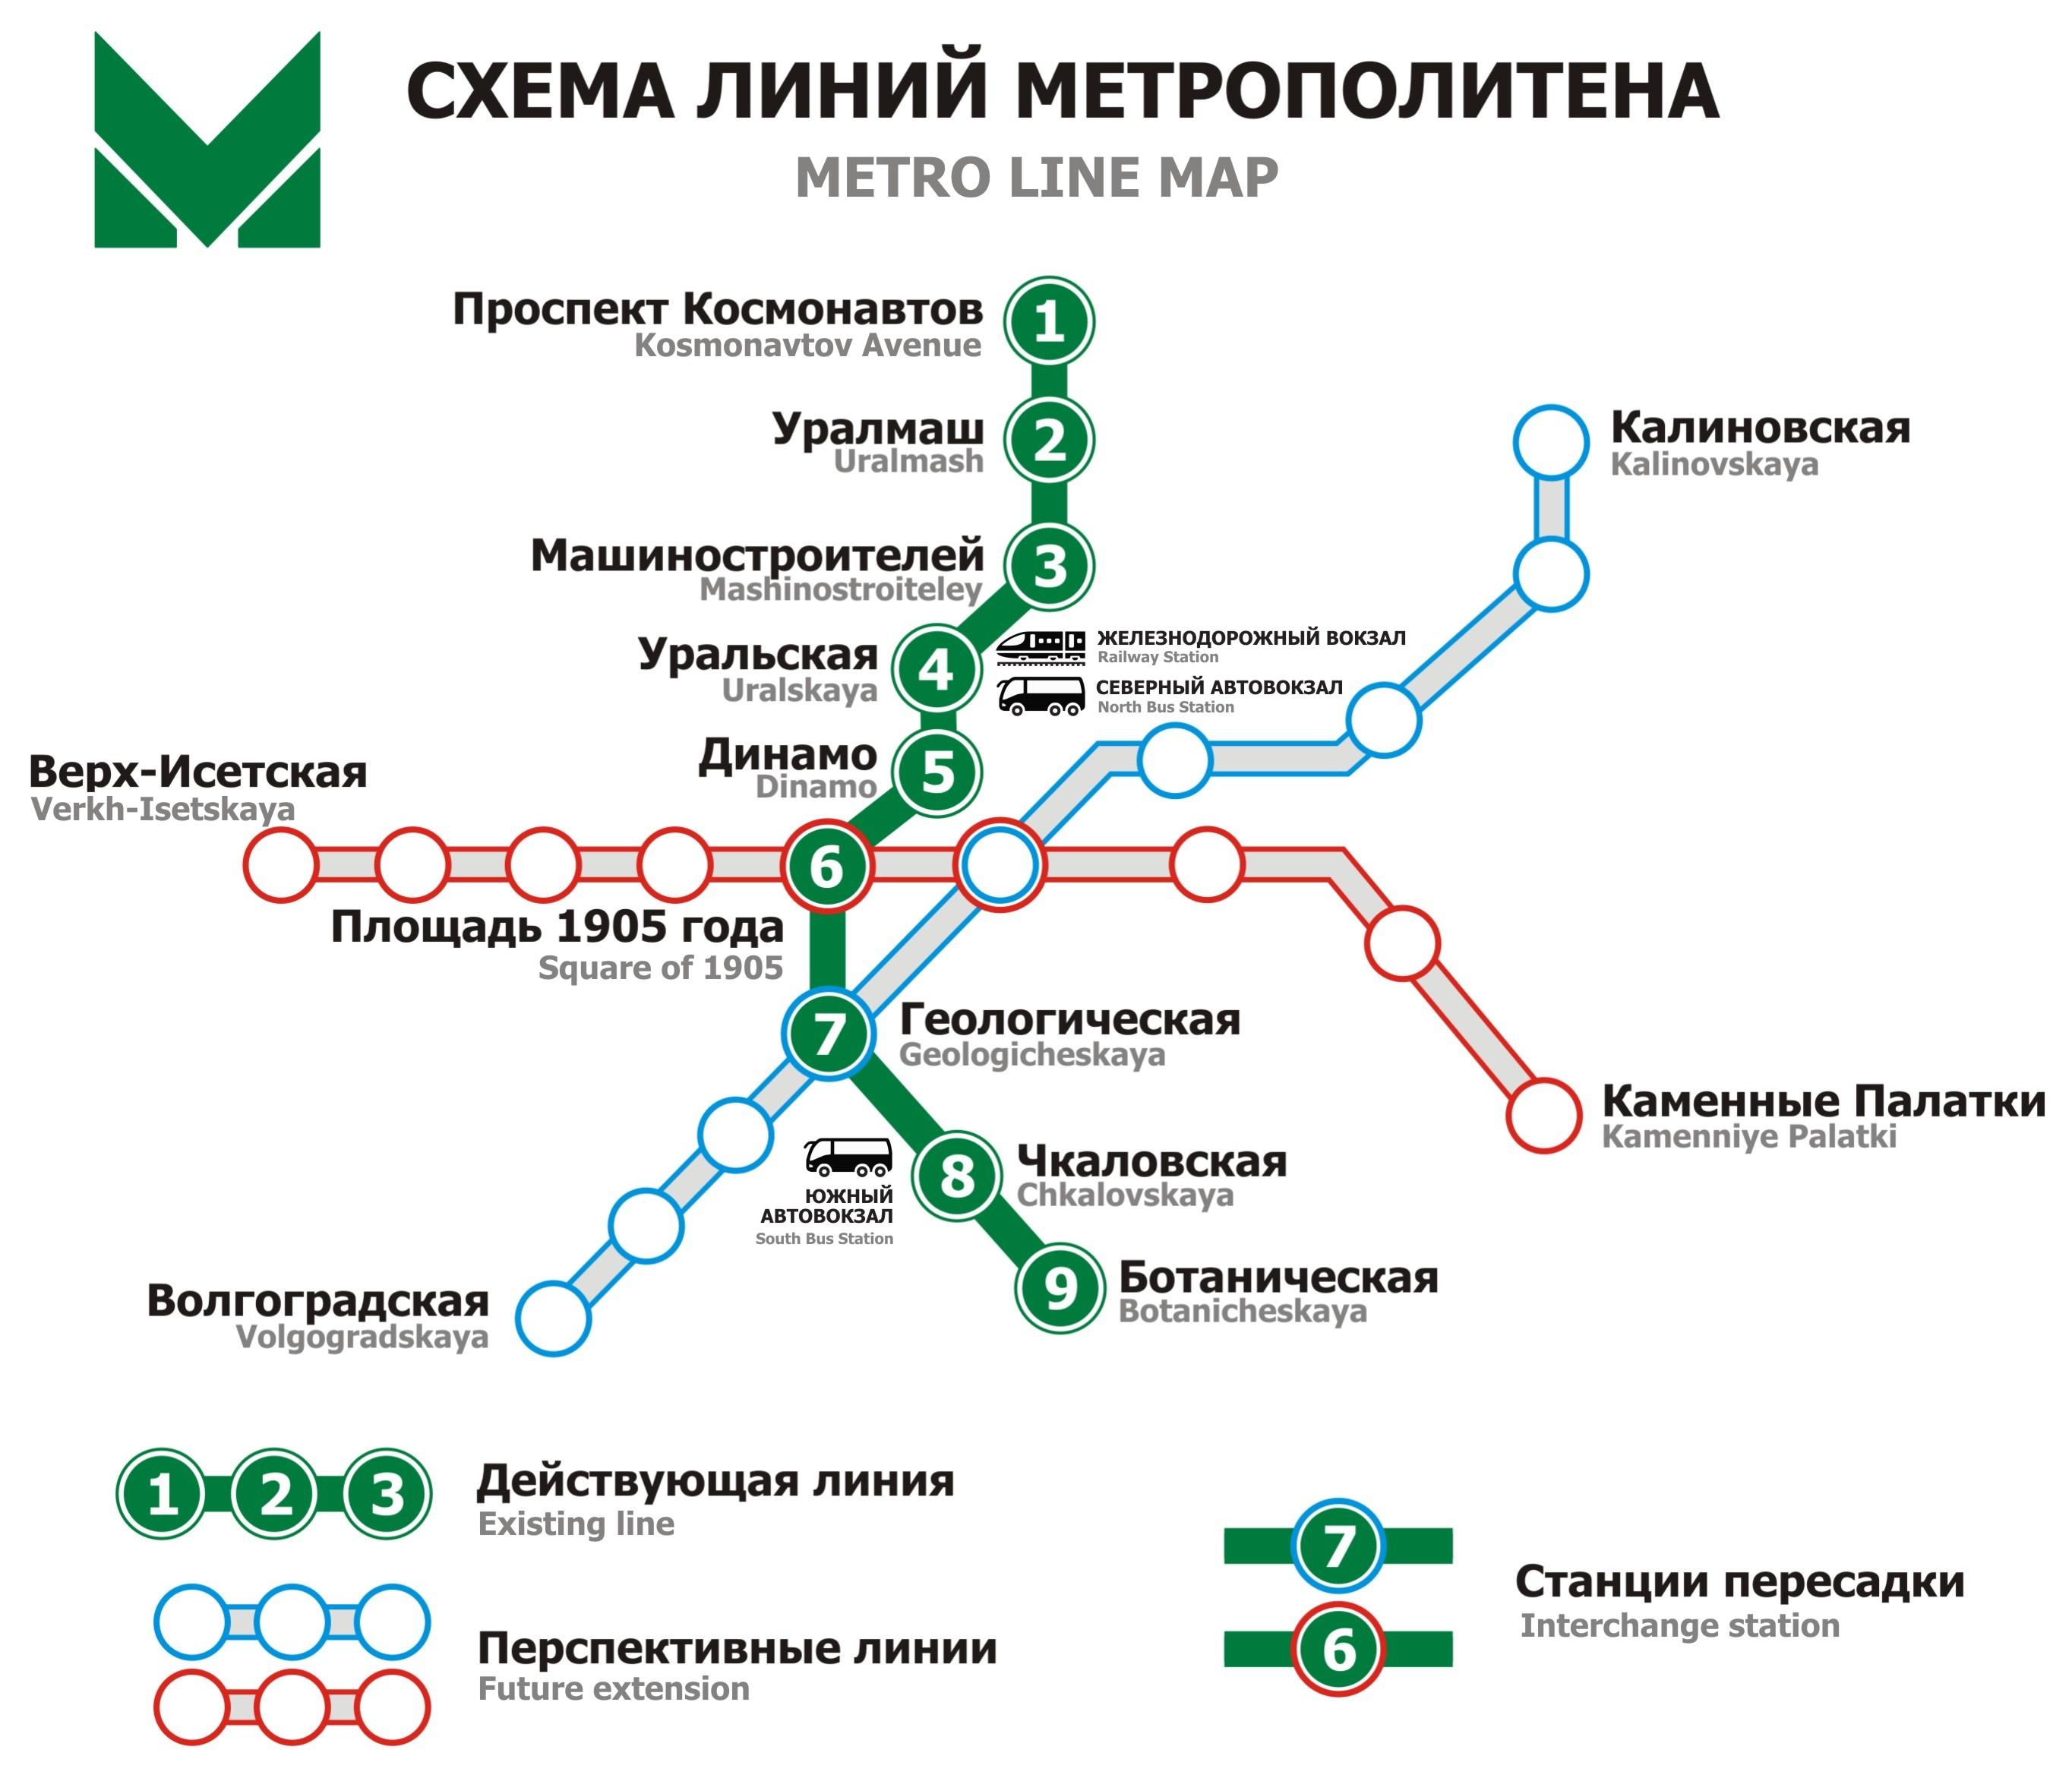 СХЕМА ЛИНИЙ МЕТРОПОЛИТЕНА
METRO LINE MAP
1
Проспект Космонавтов
Kosmonavtov Avenue
2
Уралмаш
Uralmash
Калиновская
Kalinovskaya
3
Машиностроителей
Mashinostroiteley
4
Уральская
Uralskaya
ЖЕЛЕЗНОДОРОЖНЫЙ ВОКЗАЛ
Railway Station
СЕВЕРНЫЙ АВТОВОКЗАЛ
North Bus Station
5
Динамо
Dinamo
Верх-Исетская
Verkh-Isetskaya
6
Площадь 1905 года
Square of 1905
7
Геологическая
Geologicheskaya
Каменные Палатки
Kamenniye Palatki
8
Чкаловская
Chkalovskaya
ЮЖНЫЙ
АВТОВОКЗАЛ
South Bus Station
9
Ботаническая
Botanicheskaya
Волгоградская
Volgogradskaya
1 2 3
Действующая линия
Existing line
Перспективные линии
Future extension
7
6
Станции пересадки
Interchange station